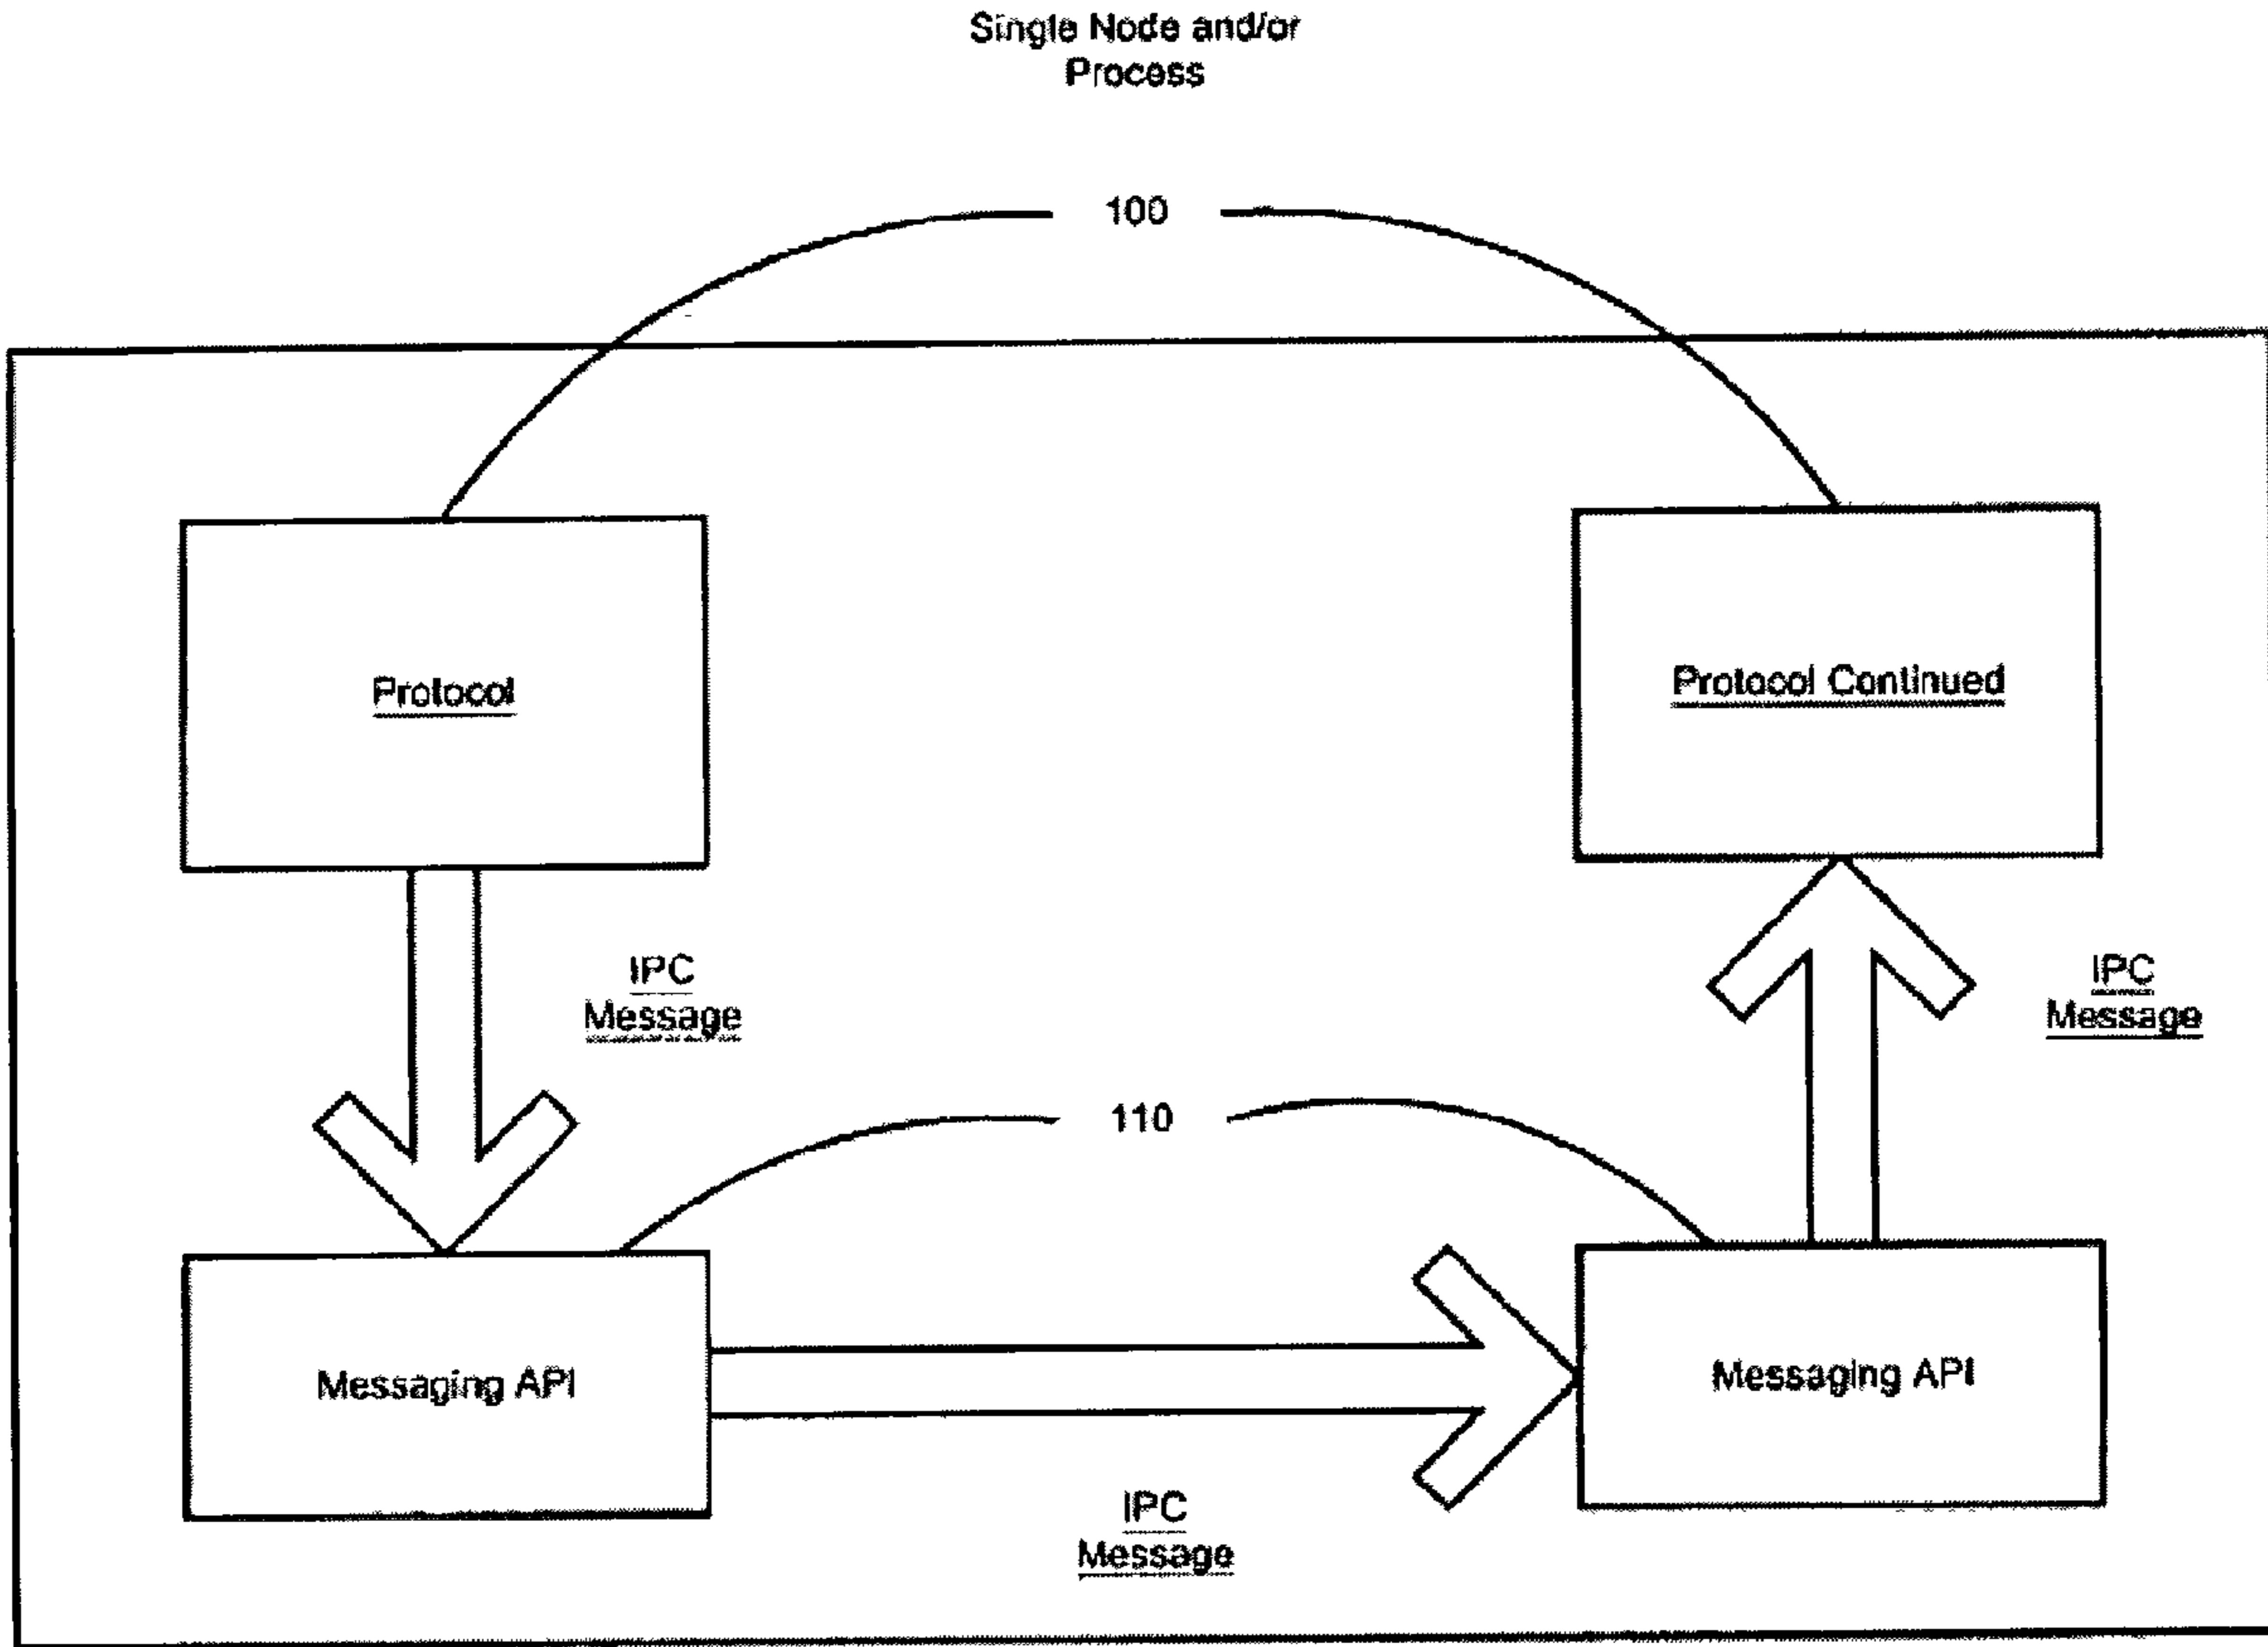 Single Node and/or
Process
100
Protocol
Protocol Continued
IPC
Message
IPC
Message
110
Messaging API
Messaging API
IPC
Message